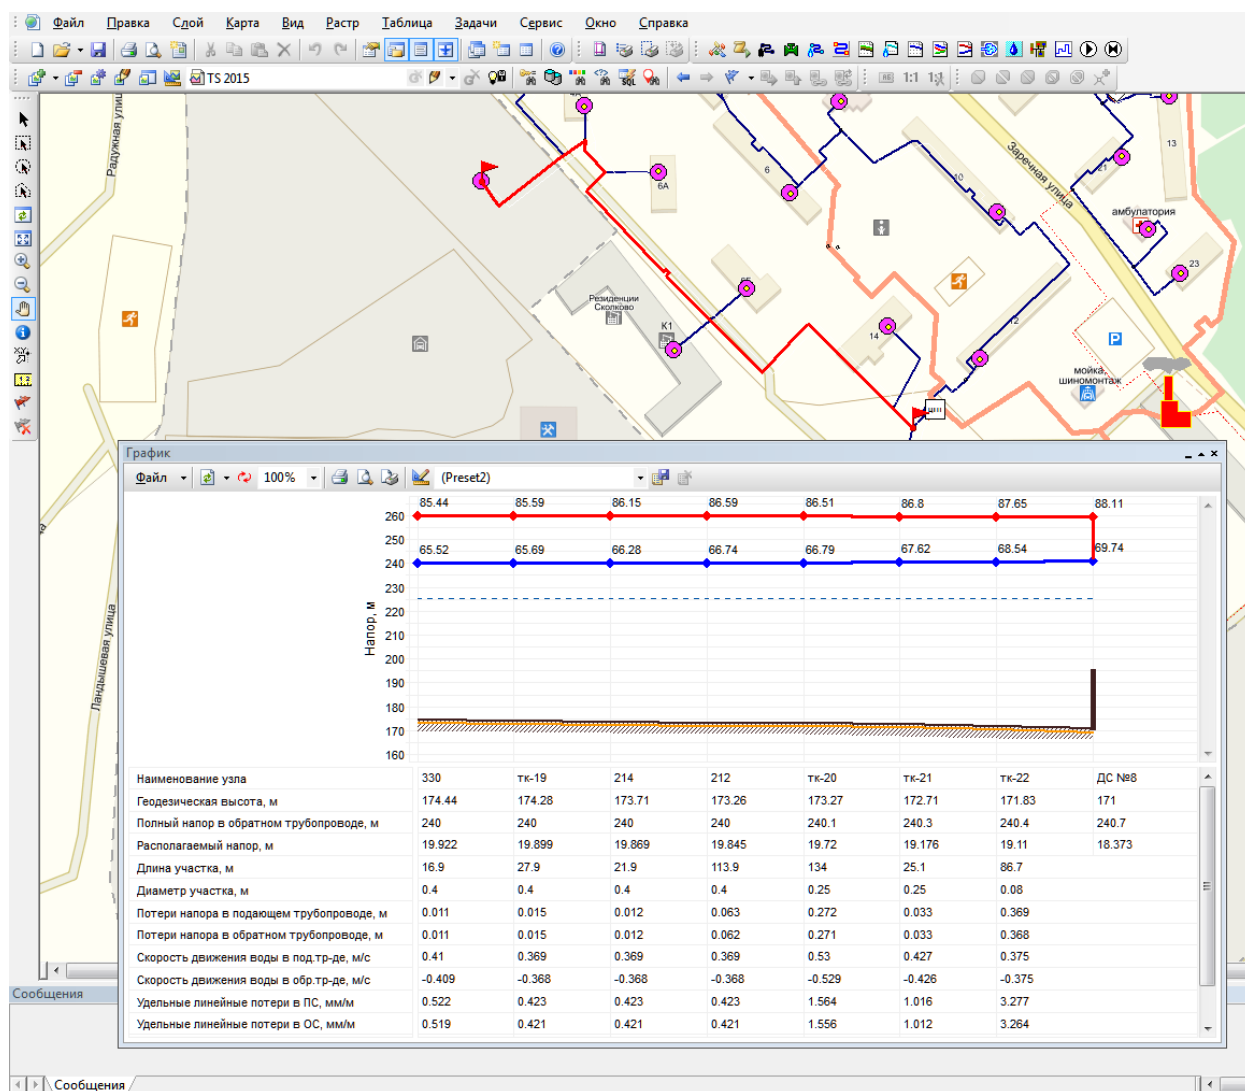 Файл Правка Слой Карта Вид Растр Таблица Задачи Сервис Окно Справка
TS 2015
SQL
1:1
Радужная улиц
4А
6А
6
10
13
21
Заречная улица
амбулатория
23
6Б
Резиденции
Сколково
К1
14
12
P
мойка,
шиномонтаж
ЦТП
Ландышевая улица
График
Файл 100% (Preset2)
85.44 85.59 86.15 86.59 86.51 86.8 87.65 88.11
65.52 65.69 66.28 66.74 66.79 67.62 68.54 69.74
Напор, м
260
250
240
230
220
210
200
190
180
170
160
Наименование узла 330 тк-19 214 212 тк-20 тк-21 тк-22 ДС №8
Геодезическая высота, м 174.44 174.28 173.71 173.26 173.27 172.71 171.83 171
Полный напор в обратном трубопроводе, м 240 240 240 240 240.1 240.3 240.4 240.7
Располагаемый напор, м 19.922 19.899 19.869 19.845 19.72 19.176 19.11 18.373
Длина участка, м 16.9 27.9 21.9 113.9 134 25.1 86.7
Диаметр участка, м 0.4 0.4 0.4 0.4 0.25 0.25 0.08
Потери напора в подающем трубопроводе, м 0.011 0.015 0.012 0.063 0.272 0.033 0.369
Потери напора в обратном трубопроводе, м 0.011 0.015 0.012 0.062 0.271 0.033 0.368
Скорость движения воды в под.тр-де, м/с 0.41 0.369 0.369 0.369 0.53 0.427 0.375
Скорость движения воды в обр.тр-де, м/с -0.409 -0.368 -0.368 -0.368 -0.529 -0.426 -0.375
Удельные линейные потери в ПС, мм/м 0.522 0.423 0.423 0.423 1.564 1.016 3.277
Удельные линейные потери в ОС, мм/м 0.519 0.421 0.421 0.421 1.556 1.012 3.264
Сообщения
Сообщения